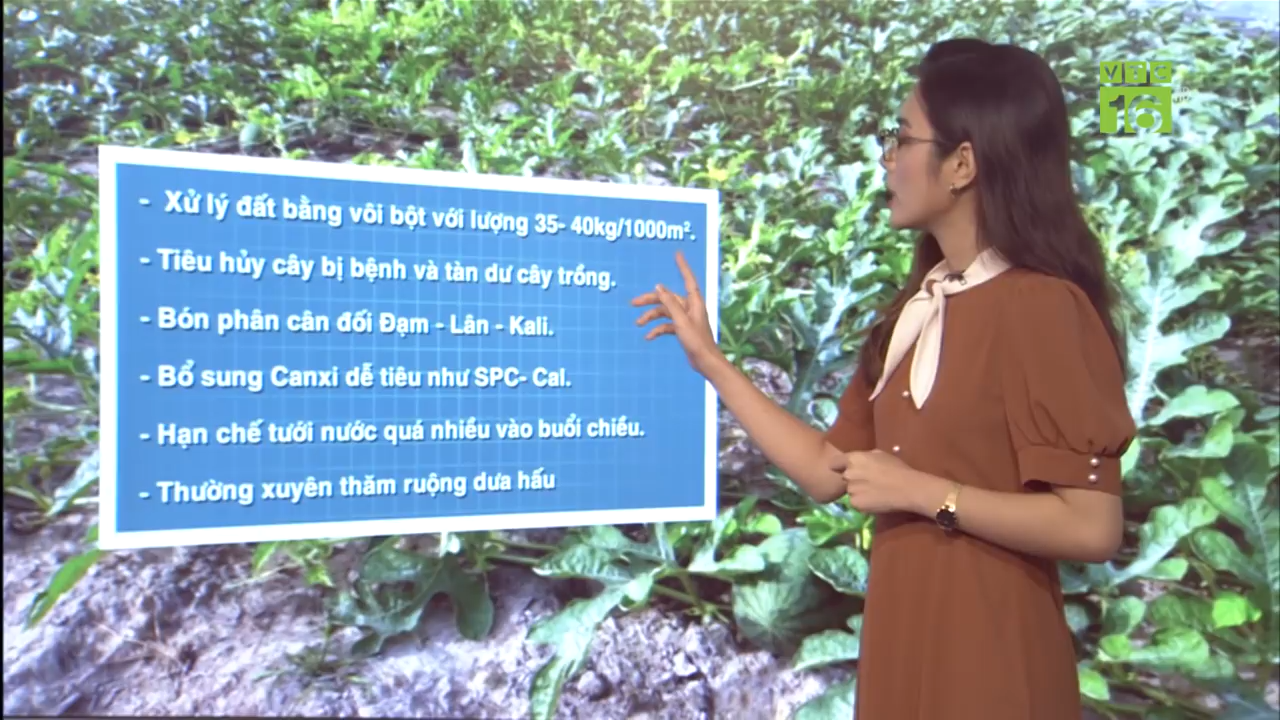 VTC
16
- Xử lý đất bằng vôi bột với lượng 35- 40kg/1000m².
- Tiêu hủy cây bị bệnh và tàn dư cây trồng.
- Bón phân cân đối Đạm - Lân - Kali.
- Bổ sung Canxi dễ tiêu như SPC- Cal.
- Hạn chế tưới nước quá nhiều vào buổi chiều.
- Thường xuyên thăm ruộng dưa hấu